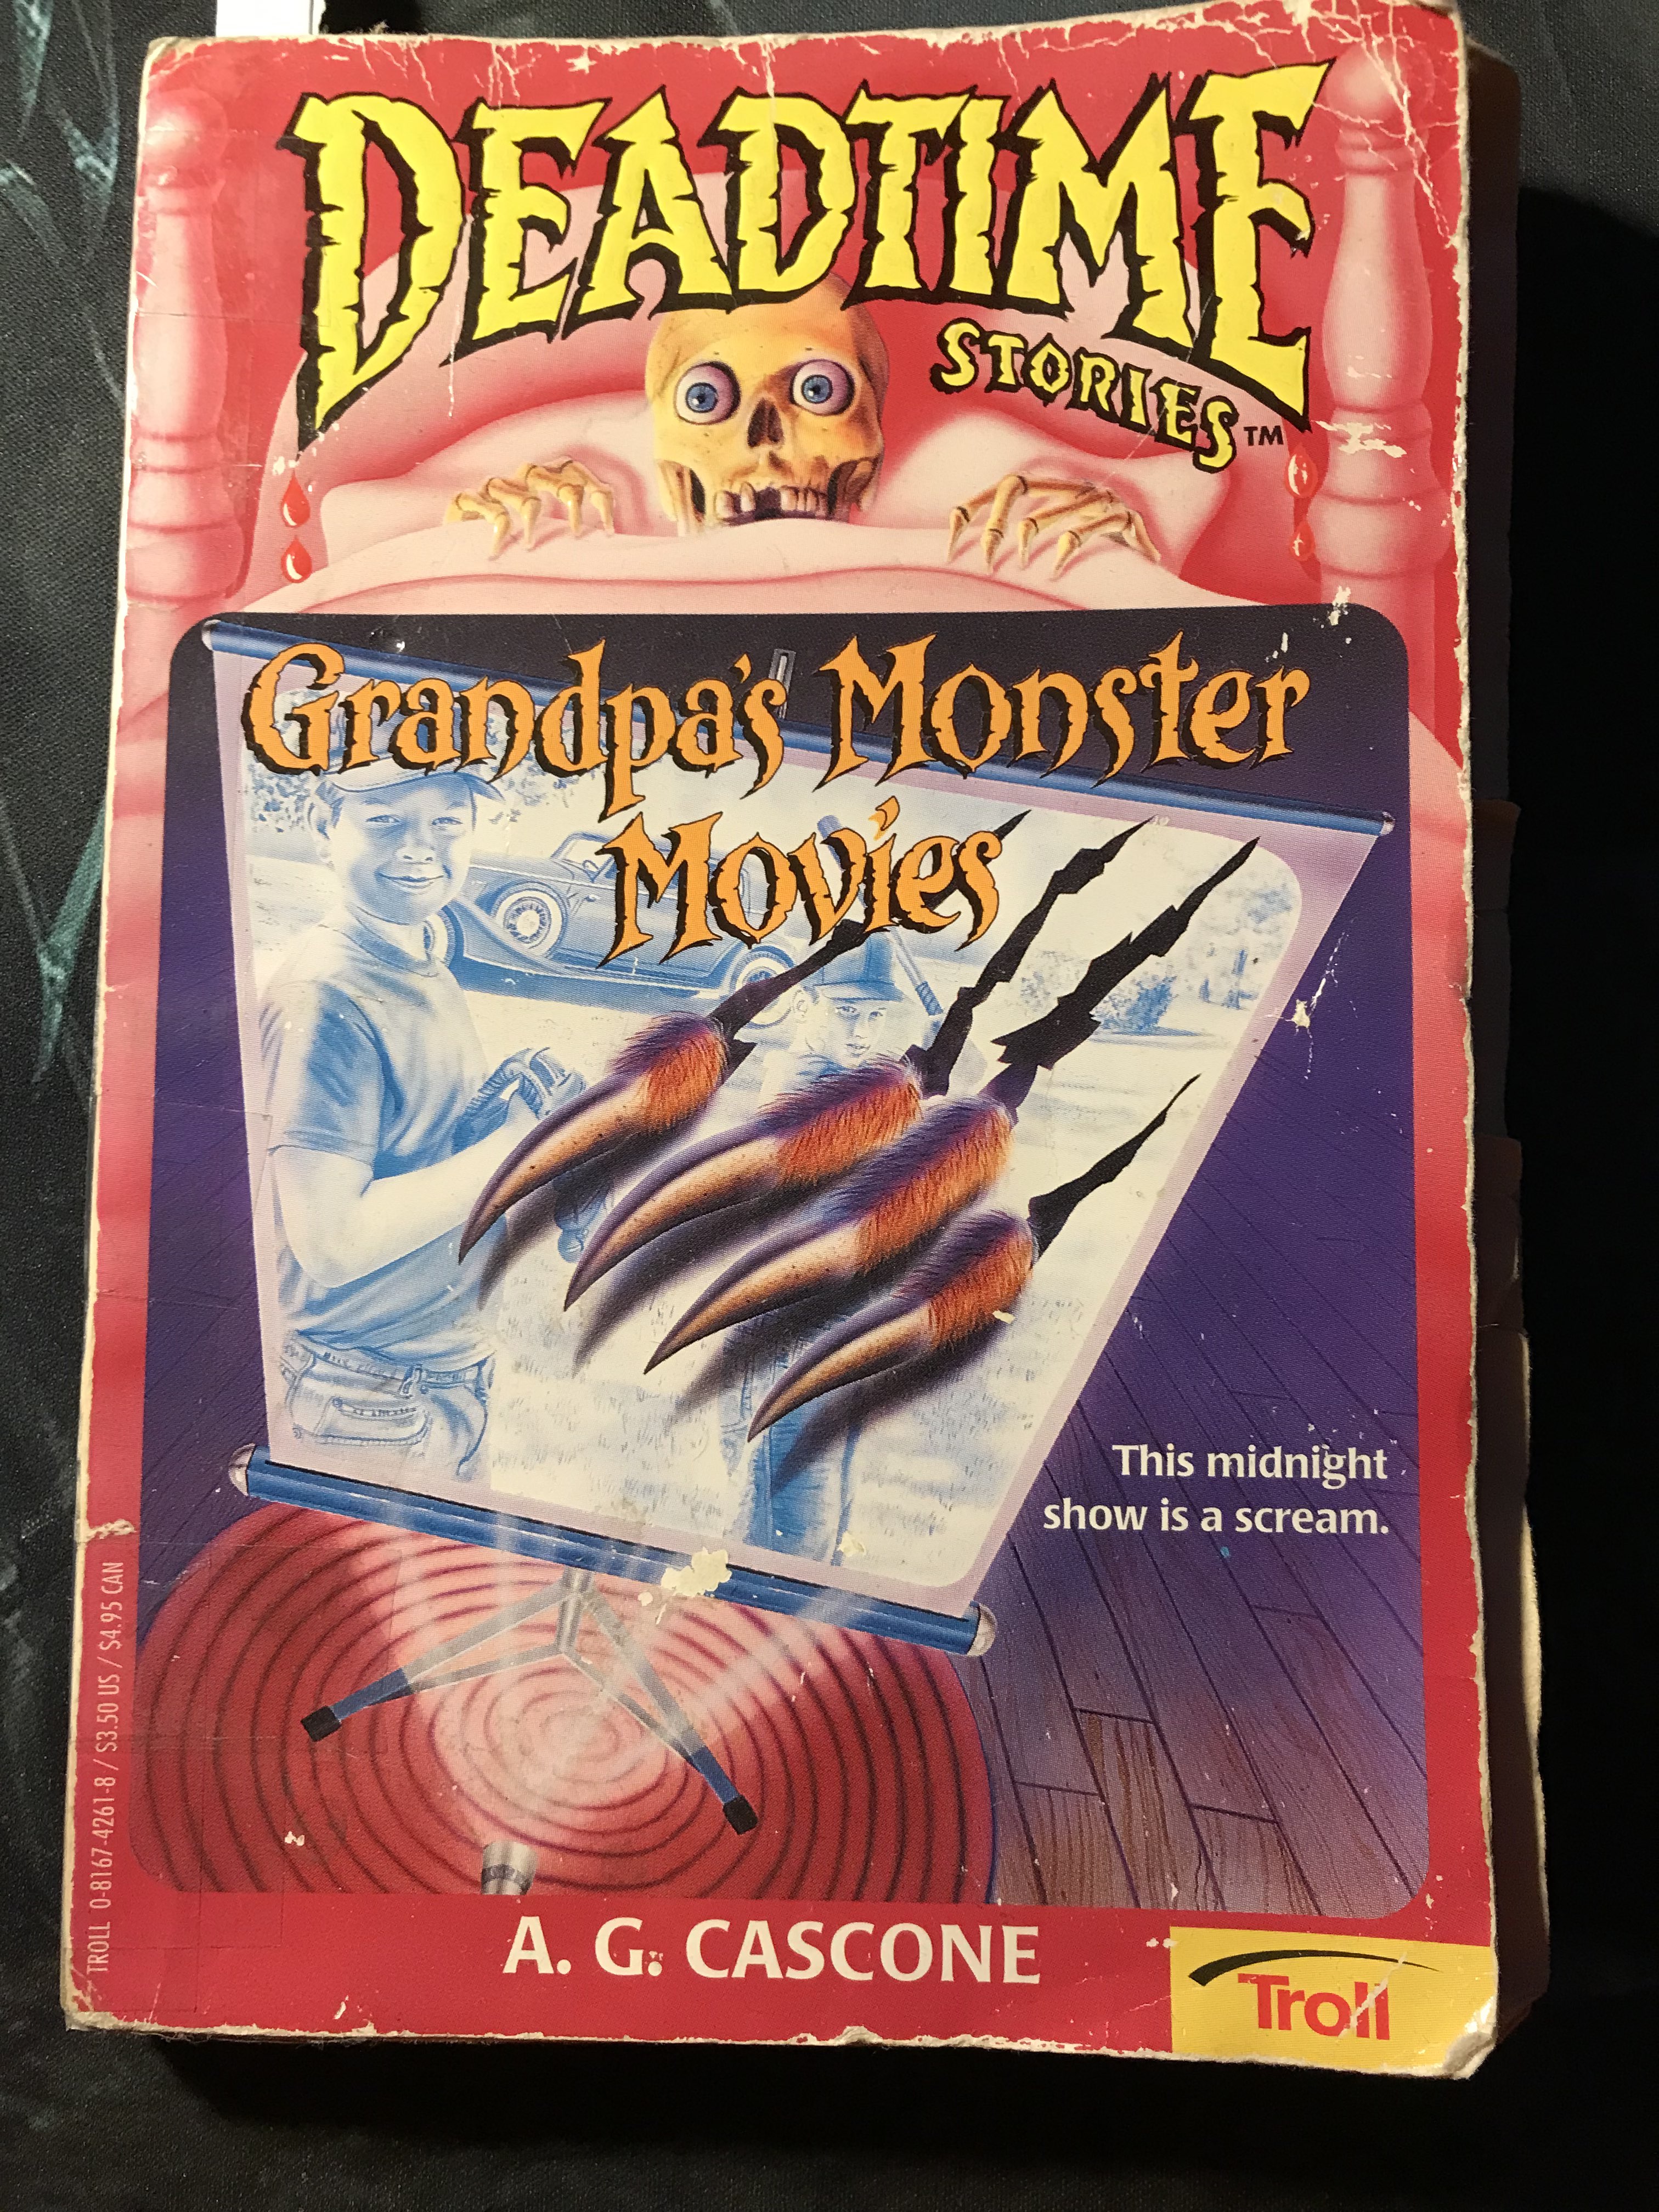 DEADTIME
STORIES™
Grandpa's Monster
Movies
This midnight
show is a scream.
TROLL 0-8167-4261-8 / $3.50 US / $4.95 CAN
A. G. CASCONE
Troll